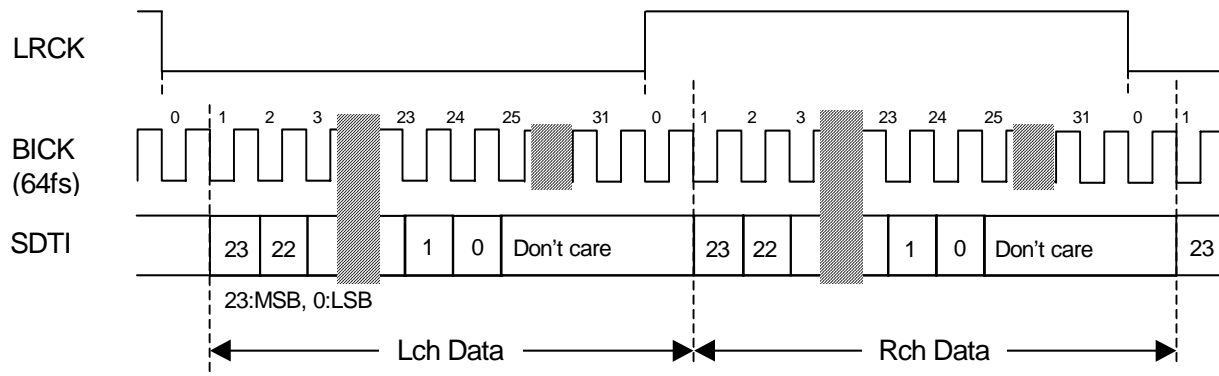 LRCK
0 1 2 3 23 24 25 31 0 1 2 3 23 24 25 31 0 1
BICK
(64fs)
SDTI 23 22 1 0 Don't care 23 22 1 0 Don't care 23
23:MSB, 0:LSB
Lch Data Rch Data